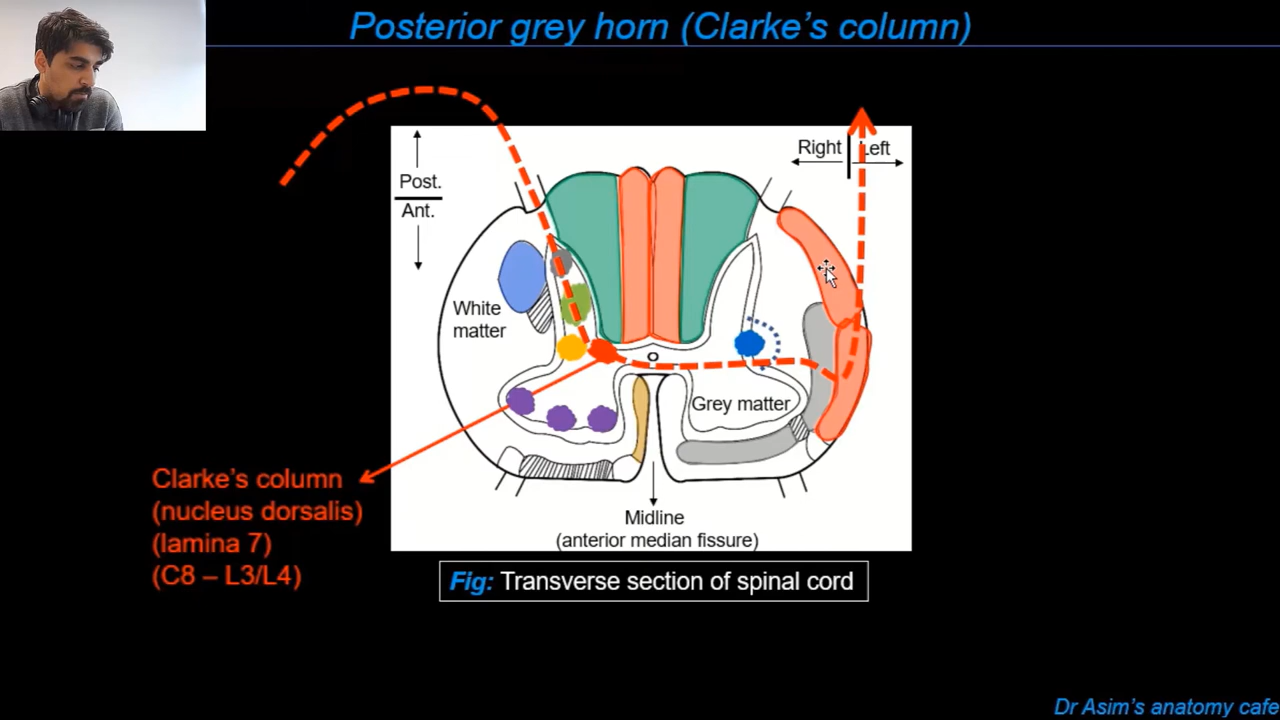 Posterior grey horn (Clarke's column)
Post.
Ant.
Right
Left
White
matter
Grey matter
Clarke's column
(nucleus dorsalis)
(lamina 7)
(C8 – L3/L4)
Midline
(anterior median fissure)
Fig: Transverse section of spinal cord
Dr Asim's anatomy cafe